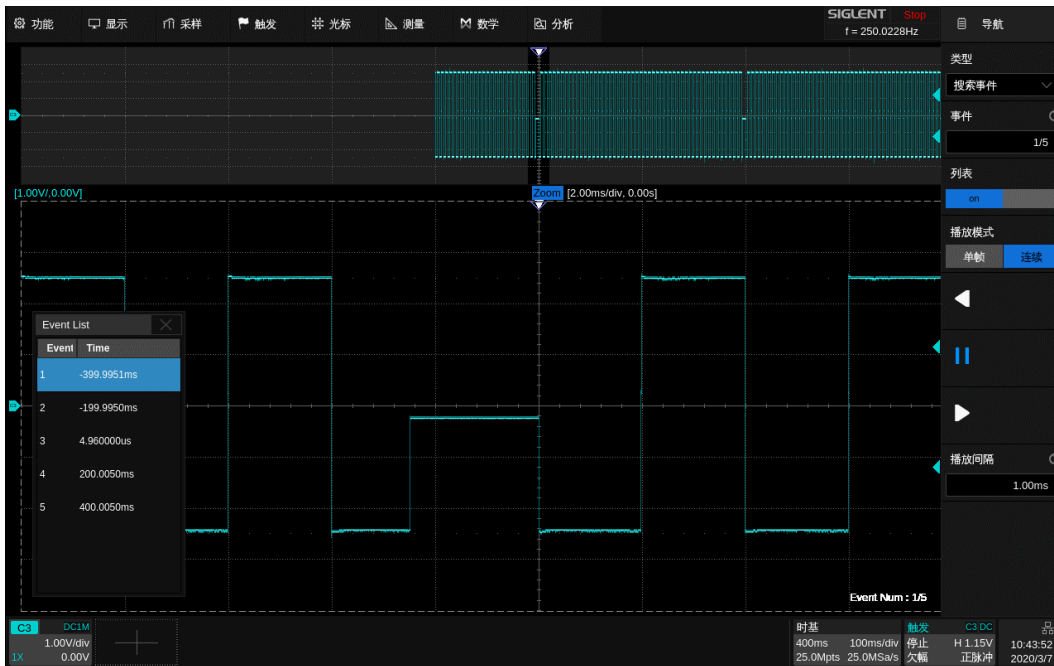 功能
显示
采样
触发
光标
测量
数学
分析
SIGLENT Stop
f = 250.0228Hz
导航
类型
搜索事件
事件
1/5
列表
on
播放模式
单帧 连续
播放间隔
1.00ms
C3
[1.00V/,0.00V]
Zoom [2.00ms/div, 0.00s]
C3
Event List
Event Time
1 -399.9951ms
2 -199.9950ms
3 4.960000us
4 200.0050ms
5 400.0050ms
Event Num : 1/5
C3 DC1M
1.00V/div
1X 0.00V
时基
400ms 100ms/div
25.0Mpts 25.0MSa/s
触发 C3 DC
停止 H 1.15V
欠幅 正脉冲
10:43:52
2020/3/7